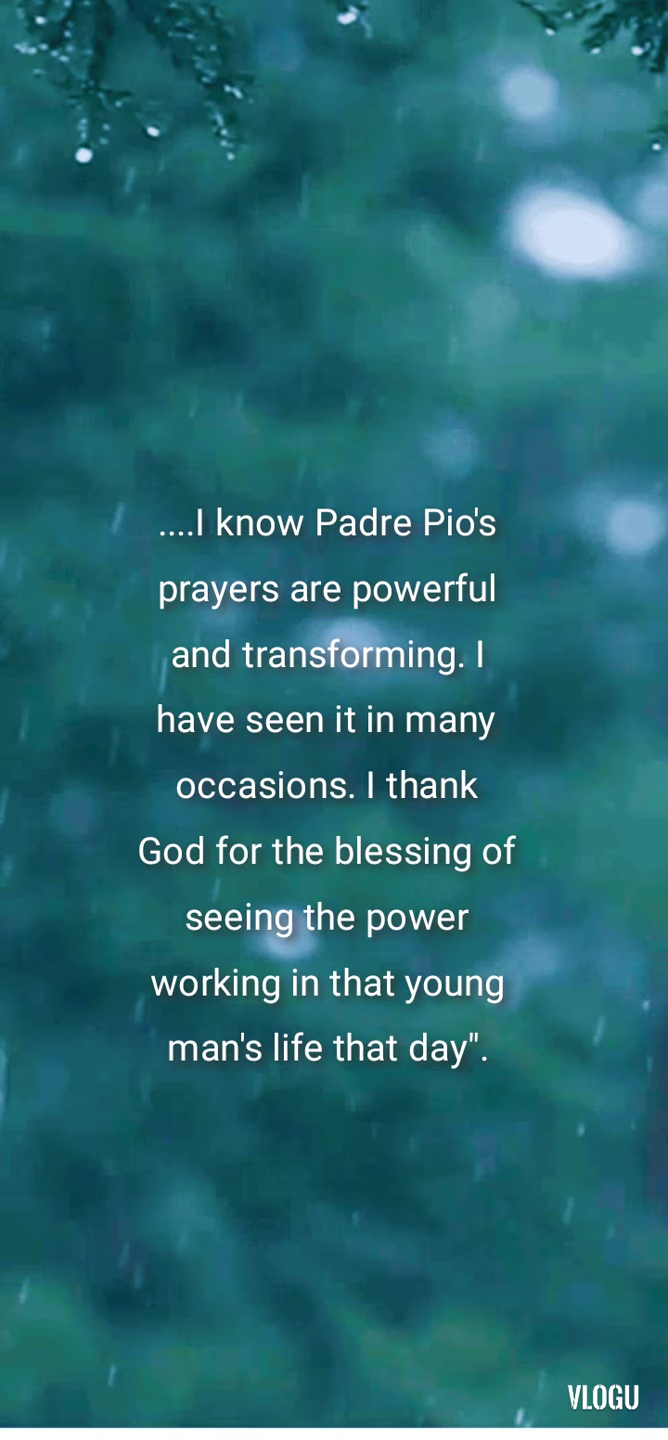 ....I know Padre Pio's
prayers are powerful
and transforming. I
have seen it in many
occasions. I thank
God for the blessing of
seeing the power
working in that young
man's life that day".
VLOGU